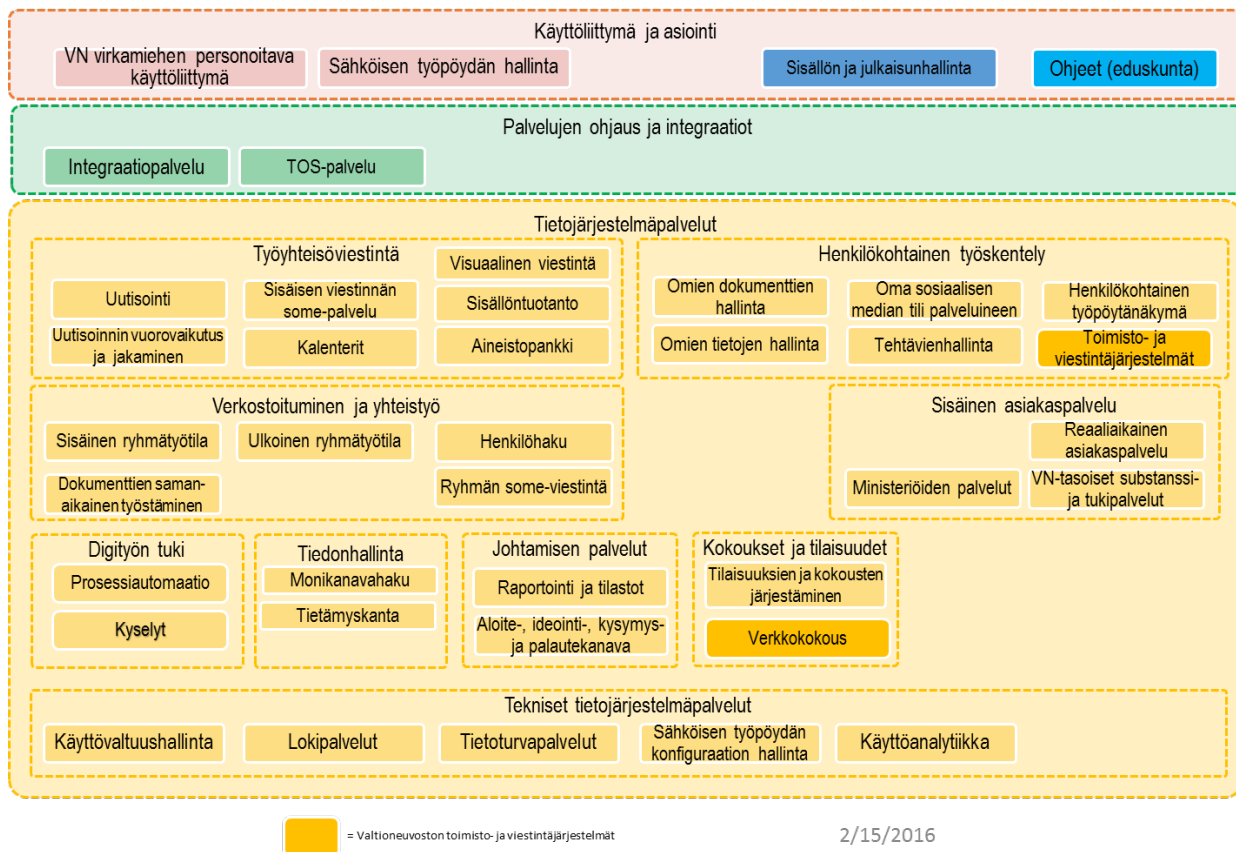 Käyttöliittymä ja asiointi
VN virkamiehen personoitava
käyttöliittymä
Sähköisen työpöydän hallinta
Sisällön ja julkaisunhallinta
Ohjeet (eduskunta)
Palvelujen ohjaus ja integraatiot
Integraatiopalvelu
TOS-palvelu
Tietojärjestelmäpalvelut
Työyhteisöviestintä
Uutisointi
Sisäisen viestinnän
some-palvelu
Visuaalinen viestintä
Sisällöntuotanto
Uutisoinnin vuorovaikutus
ja jakaminen
Kalenterit
Aineistopankki
Henkilökohtainen työskentely
Omien dokumenttien
hallinta
Oma sosiaalisen
median tili palveluineen
Henkilökohtainen
työpöytänäkymä
Omien tietojen hallinta
Tehtävienhallinta
Toimisto- ja
viestintäjärjestelmät
Verkostoituminen ja yhteistyö
Sisäinen ryhmätyötila
Ulkoinen ryhmätyötila
Henkilöhaku
Dokumenttien saman-
aikainen työstäminen
Ryhmän some-viestintä
Sisäinen asiakaspalvelu
Reaaliaikainen
asiakaspalvelu
Ministeriöiden palvelut
VN-tasoiset substanssi-
ja tukipalvelut
Digityön tuki
Prosessiautomaatio
Kyselyt
Tiedonhallinta
Monikanavahaku
Tietämyskanta
Johtamisen palvelut
Raportointi ja tilastot
Aloite-, ideointi-, kysymys-
ja palautekanava
Kokoukset ja tilaisuudet
Tilaisuuksien ja kokousten
järjestäminen
Verkkokokous
Tekniset tietojärjestelmäpalvelut
Käyttövaltuushallinta
Lokipalvelut
Tietoturvapalvelut
Sähköisen työpöydän
konfiguraation hallinta
Käyttöanalytiikka
= Valtioneuvoston toimisto- ja viestintäjärjestelmät
2/15/2016